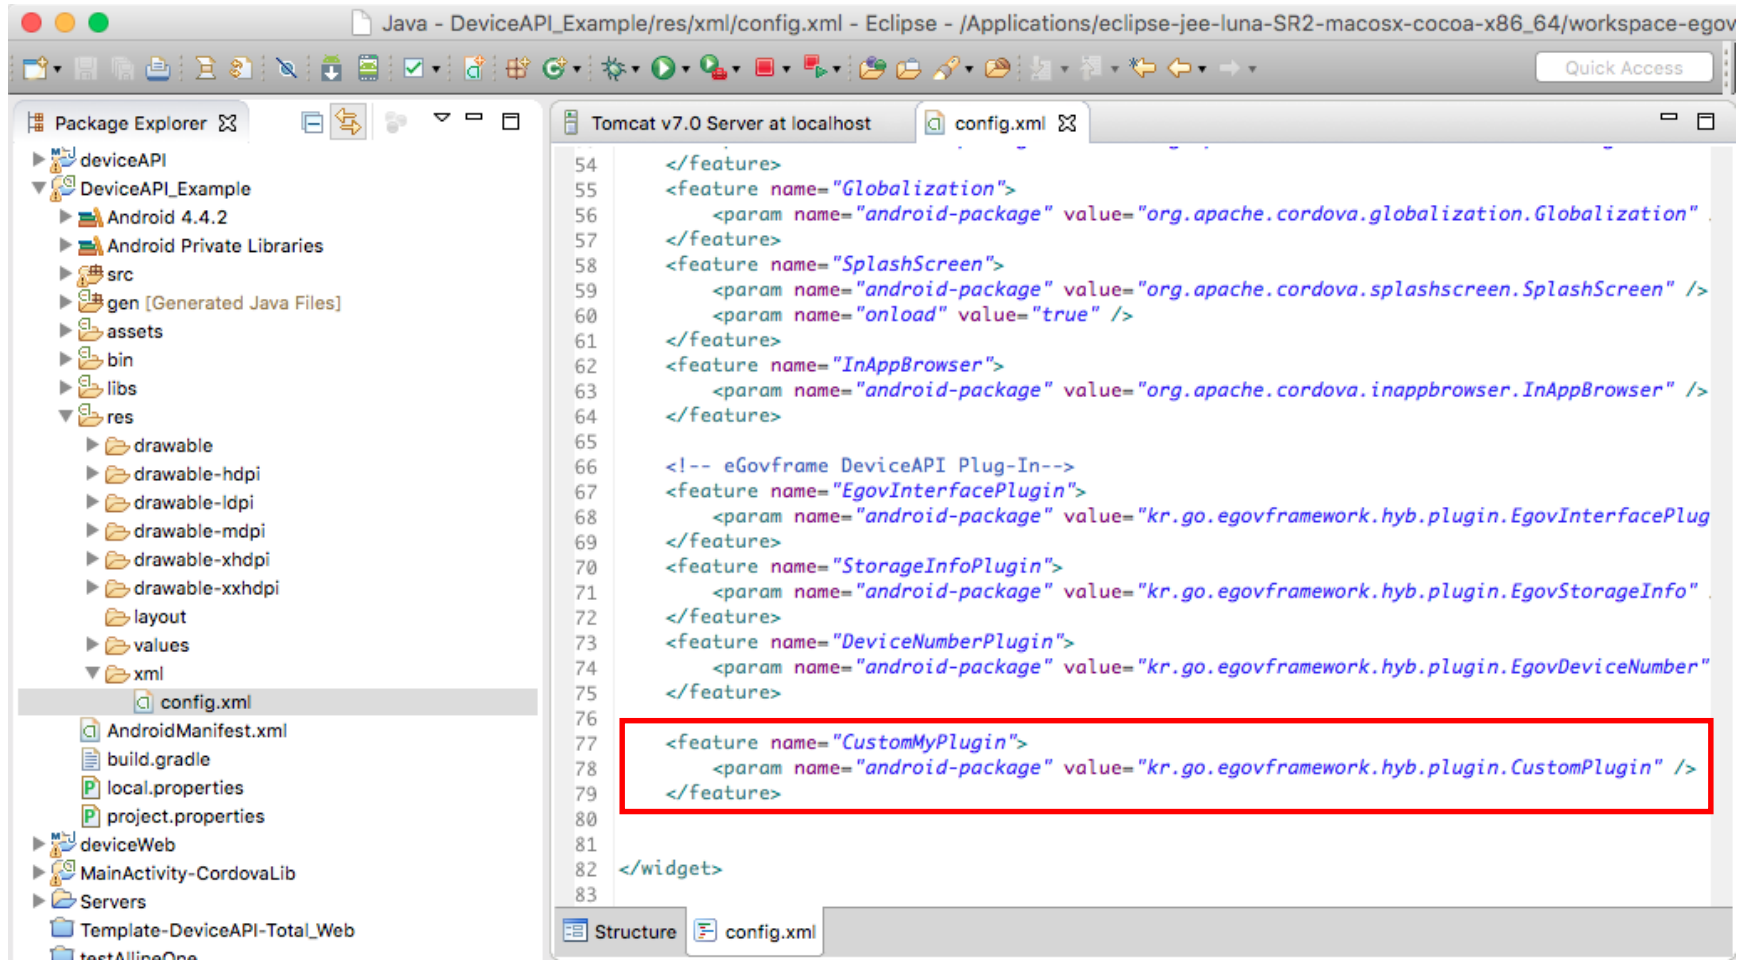 Java - DeviceAPI_Example/res/xml/config.xml - Eclipse - /Applications/eclipse-jee-luna-SR2-macosx-cocoa-x86_64/workspace-egov
Quick Access
Package Explorer
deviceAPI
DeviceAPI_Example
Android 4.4.2
Android Private Libraries
src
gen [Generated Java Files]
assets
bin
libs
res
drawable
drawable-hdpi
drawable-ldpi
drawable-mdpi
drawable-xhdpi
drawable-xxhdpi
layout
values
xml
config.xml
AndroidManifest.xml
build.gradle
local.properties
project.properties
deviceWeb
MainActivity-CordovaLib
Servers
Template-DeviceAPI-Total_Web
testAllineOne
Tomcat v7.0 Server at localhost
config.xml
54 </feature>
55 <feature name="Globalization">
56 <param name="android-package" value="org.apache.cordova.globalization.Globalization"
57 </feature>
58 <feature name="SplashScreen">
59 <param name="android-package" value="org.apache.cordova.splashscreen.SplashScreen" />
60 <param name="onload" value="true" />
61 </feature>
62 <feature name="InAppBrowser">
63 <param name="android-package" value="org.apache.cordova.inappbrowser.InAppBrowser" />
64 </feature>
65
66 <!-- eGovframe DeviceAPI Plug-In-->
67 <feature name="EgovInterfacePlugin">
68 <param name="android-package" value="kr.go.egovframework.hyb.plugin.EgovInterfacePlug
69 </feature>
70 <feature name="StorageInfoPlugin">
71 <param name="android-package" value="kr.go.egovframework.hyb.plugin.EgovStorageInfo"
72 </feature>
73 <feature name="DeviceNumberPlugin">
74 <param name="android-package" value="kr.go.egovframework.hyb.plugin.EgovDeviceNumber"
75 </feature>
76
77 <feature name="CustomMyPlugin">
78 <param name="android-package" value="kr.go.egovframework.hyb.plugin.CustomPlugin" />
79 </feature>
80
81
82 </widget>
83
Structure
config.xml